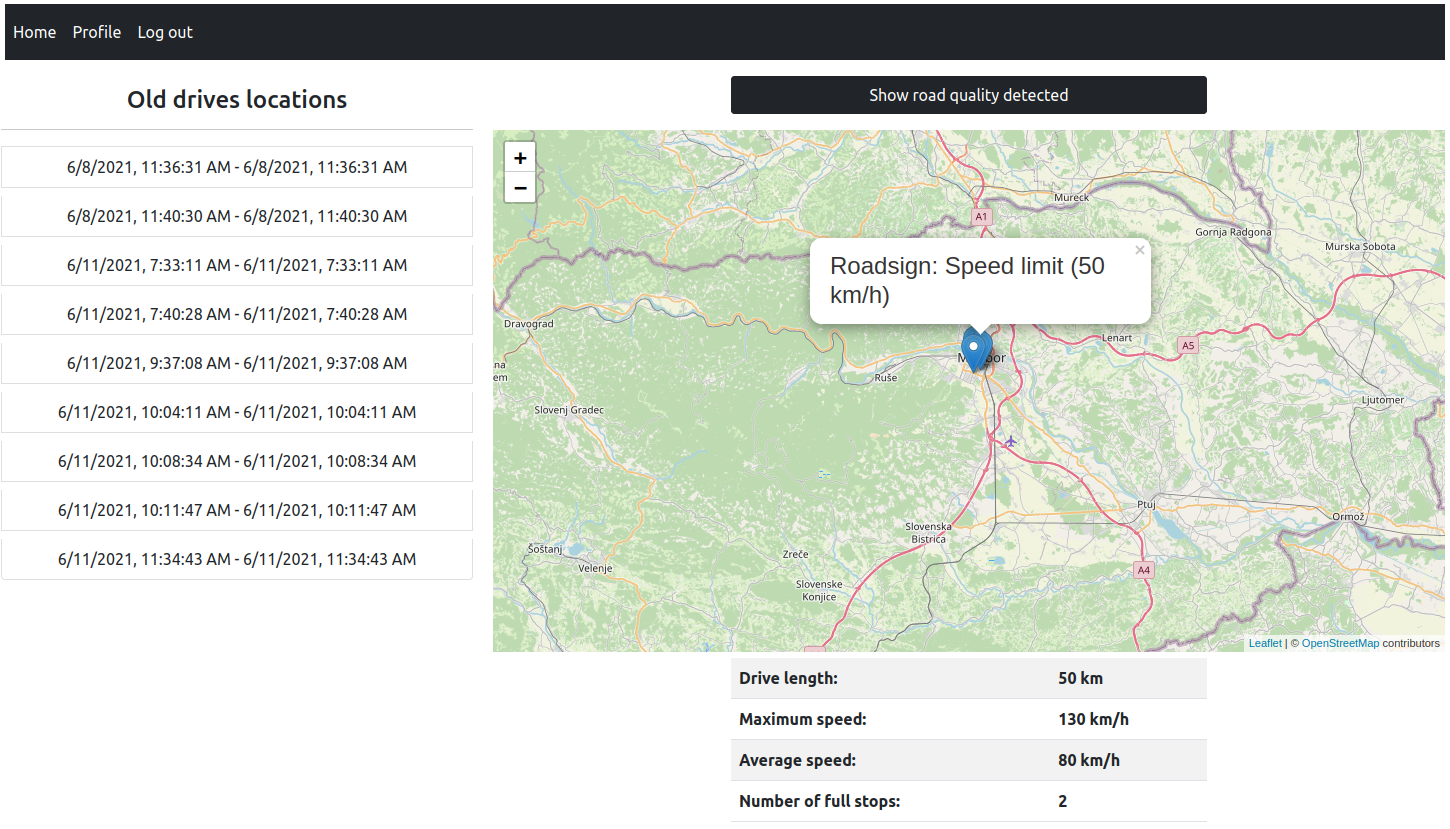 Home Profile Log out
Old drives locations
Show road quality detected
6/8/2021, 11:36:31 AM - 6/8/2021, 11:36:31 AM
6/8/2021, 11:40:30 AM - 6/8/2021, 11:40:30 AM
6/11/2021, 7:33:11 AM - 6/11/2021, 7:33:11 AM
6/11/2021, 7:40:28 AM - 6/11/2021, 7:40:28 AM
6/11/2021, 9:37:08 AM - 6/11/2021, 9:37:08 AM
6/11/2021, 10:04:11 AM - 6/11/2021, 10:04:11 AM
6/11/2021, 10:08:34 AM - 6/11/2021, 10:08:34 AM
6/11/2021, 10:11:47 AM - 6/11/2021, 10:11:47 AM
6/11/2021, 11:34:43 AM - 6/11/2021, 11:34:43 AM
+
−
Mureck
A1
Gornja Radgona
Murska Sobota
Roadsign: Speed limit (50
km/h)
×
Dravograd
Lenart
A5
Ruše
Slovenj Gradec
Ljutomer
Ptuj
Ormož
Slovenska
Bistrica
Šoštanj
Velenje
Zreče
Slovenske
Konjice
A4
Leaflet | © OpenStreetMap contributors
Drive length: 50 km
Maximum speed: 130 km/h
Average speed: 80 km/h
Number of full stops: 2